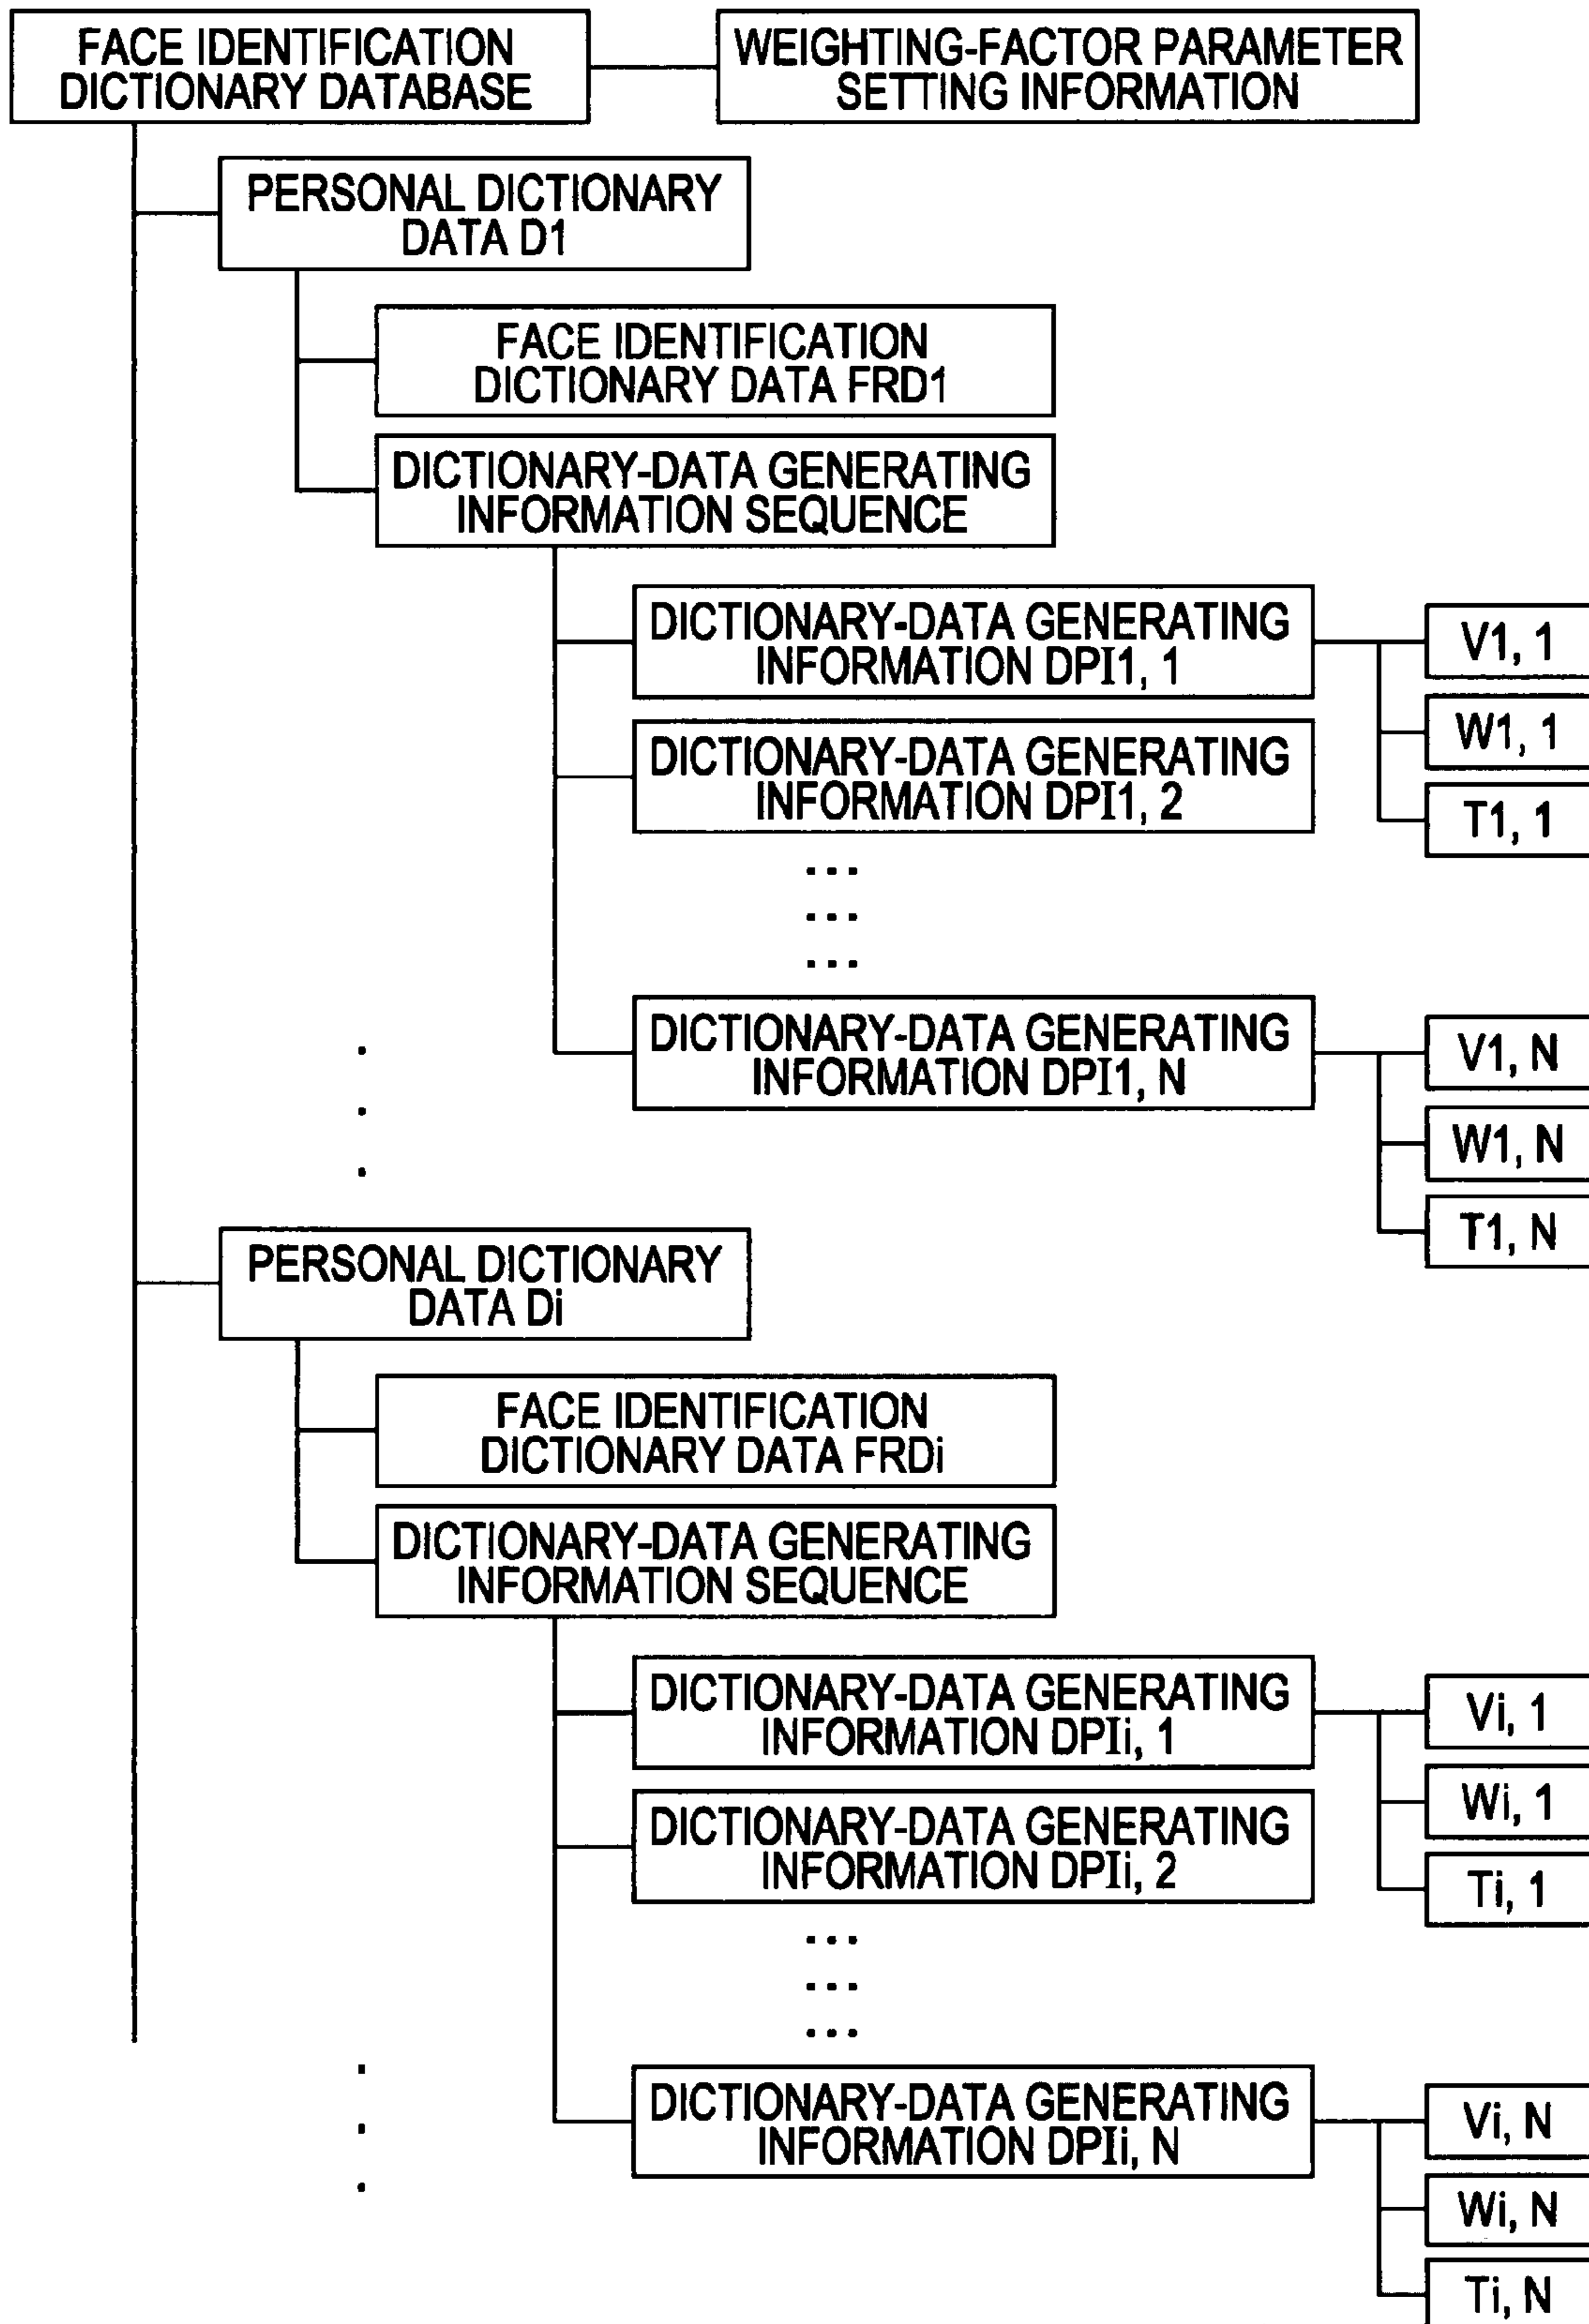 FACE IDENTIFICATION
DICTIONARY DATABASE
WEIGHTING-FACTOR PARAMETER
SETTING INFORMATION
PERSONAL DICTIONARY
DATA D1
FACE IDENTIFICATION
DICTIONARY DATA FRD1
DICTIONARY-DATA GENERATING
INFORMATION SEQUENCE
DICTIONARY-DATA GENERATING
INFORMATION DPI1, 1
V1, 1
W1, 1
T1, 1
DICTIONARY-DATA GENERATING
INFORMATION DPI1, 2
...
...
...
DICTIONARY-DATA GENERATING
INFORMATION DPI1, N
V1, N
W1, N
T1, N
.
.
.
PERSONAL DICTIONARY
DATA Di
FACE IDENTIFICATION
DICTIONARY DATA FRDi
DICTIONARY-DATA GENERATING
INFORMATION SEQUENCE
DICTIONARY-DATA GENERATING
INFORMATION DPIi, 1
Vi, 1
Wi, 1
Ti, 1
DICTIONARY-DATA GENERATING
INFORMATION DPIi, 2
...
...
...
DICTIONARY-DATA GENERATING
INFORMATION DPIi, N
Vi, N
Wi, N
Ti, N
.
.
.